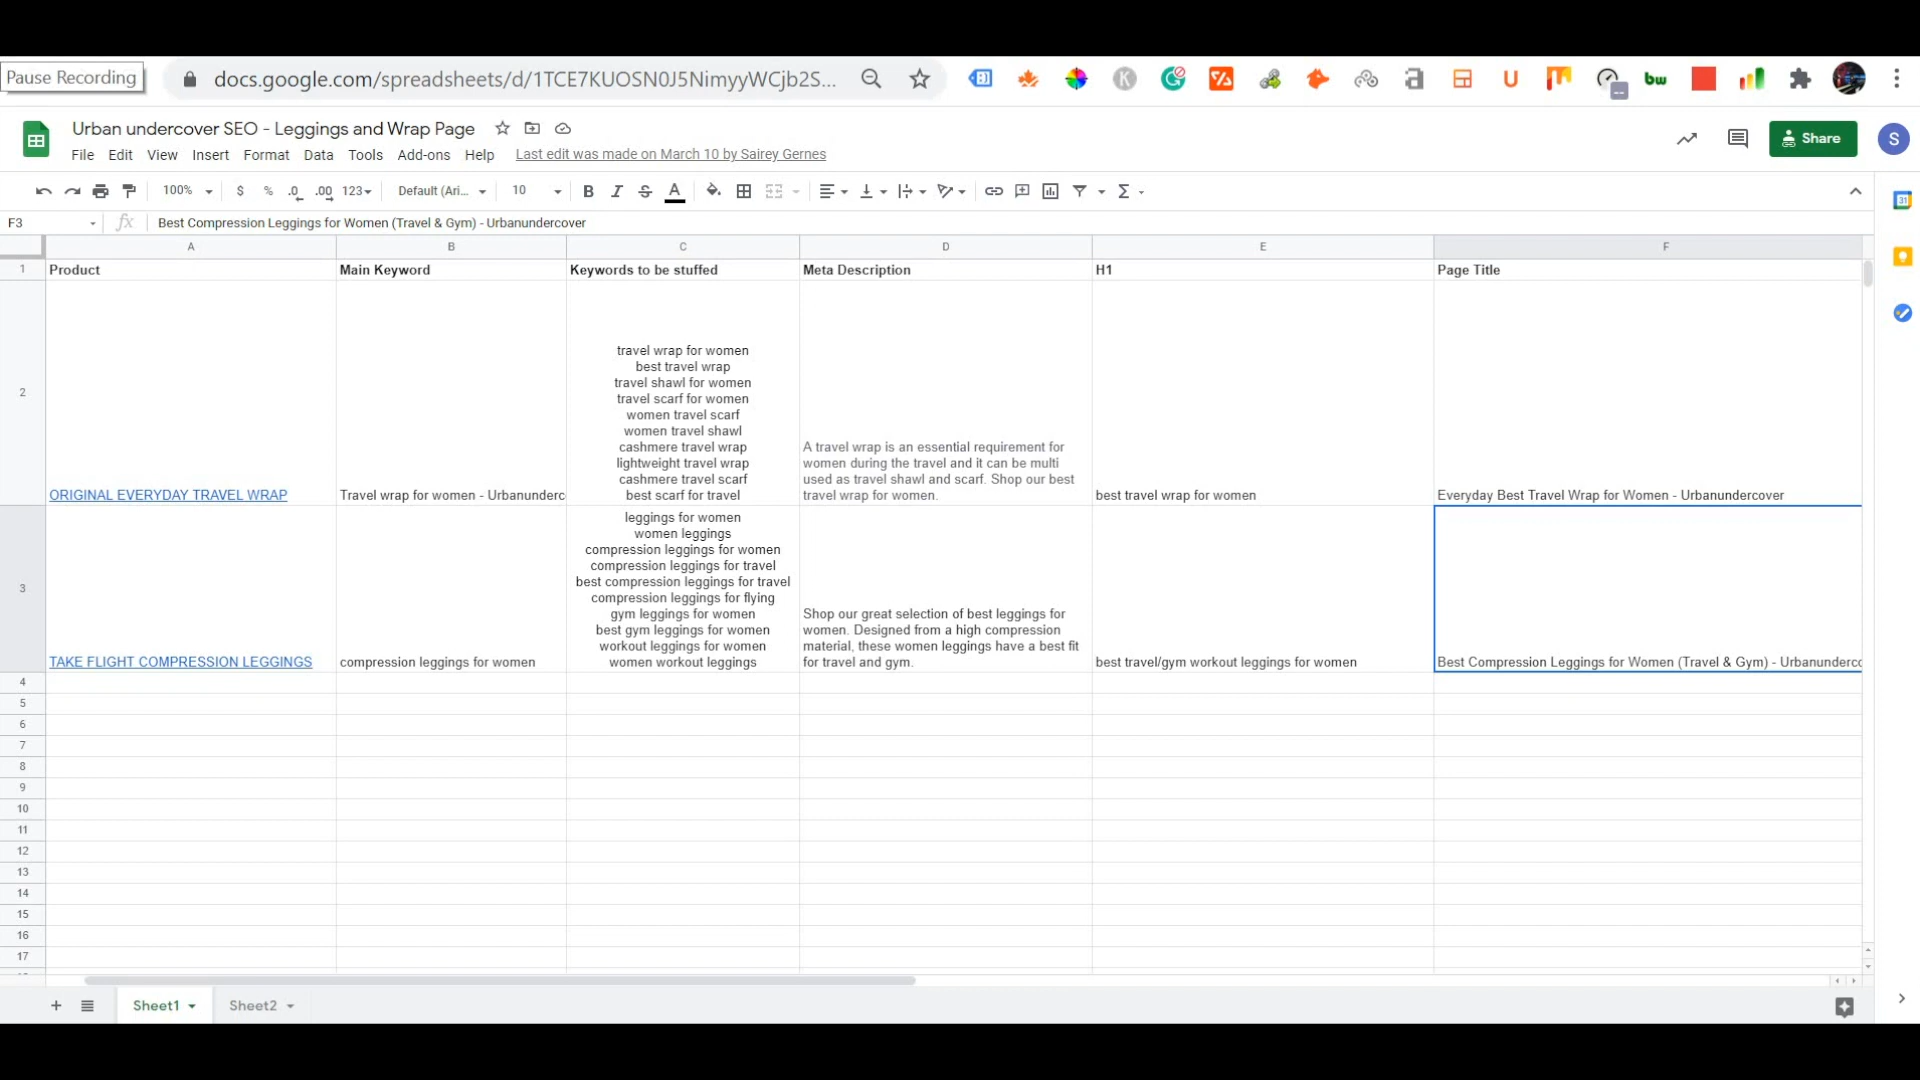 Pause Recording
docs.google.com/spreadsheets/d/1TCE7KUOSN0J5NimyyWCjb2S...
Urban undercover SEO - Leggings and Wrap Page
File Edit View Insert Format Data Tools Add-ons Help Last edit was made on March 10 by Sairey Gernes
Share
S
100% $ % .0 .00 123 Default (Ari... 10 B I S A
F3 fx Best Compression Leggings for Women (Travel & Gym) - Urbanundercover
A B C D E F
1 Product Main Keyword Keywords to be stuffed Meta Description H1 Page Title
2
ORIGINAL EVERYDAY TRAVEL WRAP
Travel wrap for women - Urbanunderc
travel wrap for women
best travel wrap
travel shawl for women
travel scarf for women
women travel scarf
women travel shawl
cashmere travel wrap
lightweight travel wrap
cashmere travel scarf
best scarf for travel
A travel wrap is an essential requirement for
women during the travel and it can be multi
used as travel shawl and scarf. Shop our best
travel wrap for women.
best travel wrap for women
Everyday Best Travel Wrap for Women - Urbanundercover
3
TAKE FLIGHT COMPRESSION LEGGINGS
compression leggings for women
leggings for women
women leggings
compression leggings for women
compression leggings for travel
best compression leggings for travel
compression leggings for flying
gym leggings for women
best gym leggings for women
workout leggings for women
women workout leggings
Shop our great selection of best leggings for
women. Designed from a high compression
material, these women leggings have a best fit
for travel and gym.
best travel/gym workout leggings for women
Best Compression Leggings for Women (Travel & Gym) - Urbanunderco
4
5
6
7
8
9
10
11
12
13
14
15
16
17
Sheet1 Sheet2